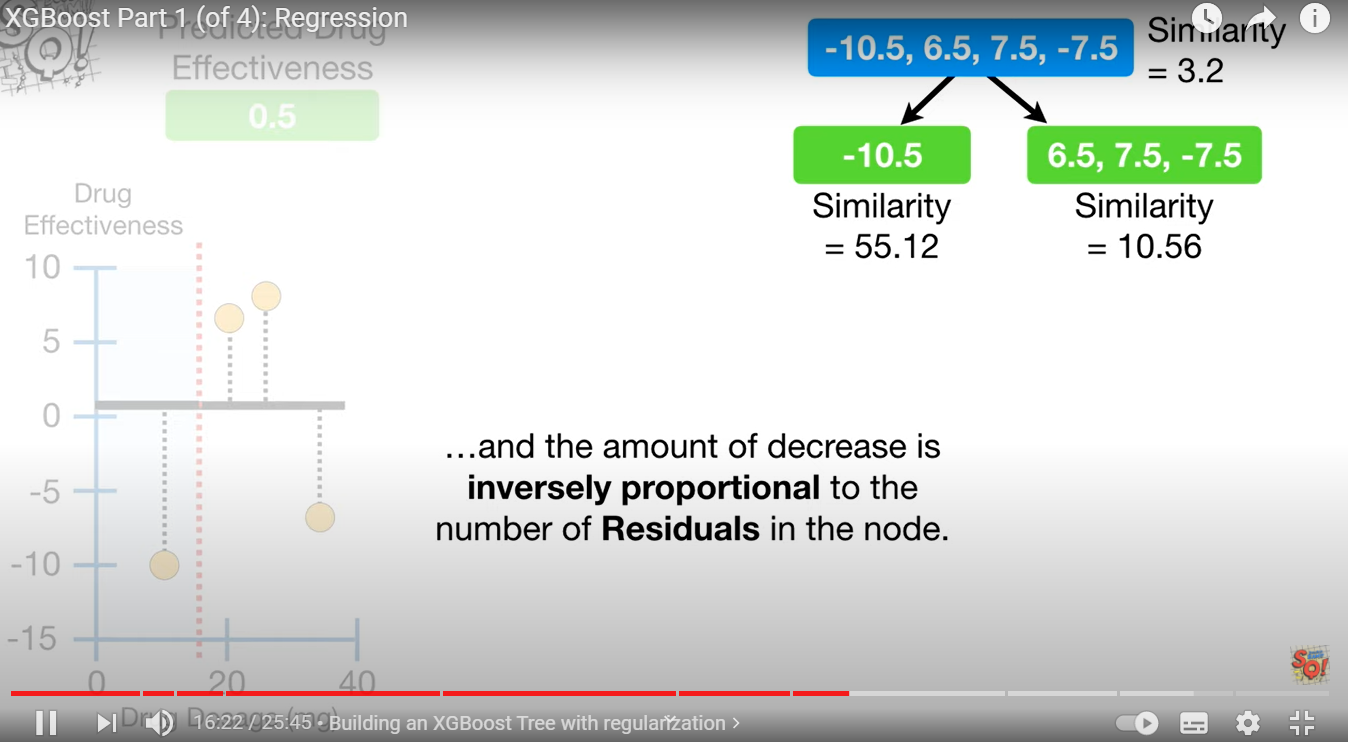 XGBoost Part 1 (of 4): Regression
Predicted Drug
Effectiveness
0.5
-10.5, 6.5, 7.5, -7.5
Similarity
= 3.2
-10.5
6.5, 7.5, -7.5
Similarity
= 55.12
Similarity
= 10.56
Drug
Effectiveness
10
5
0
-5
-10
-15
0
20
40
Drug Dosage (mg)
…and the amount of decrease is
inversely proportional to the
number of Residuals in the node.
SQ!
SQ!
16:22 / 25:45 • Building an XGBoost Tree with regularization >